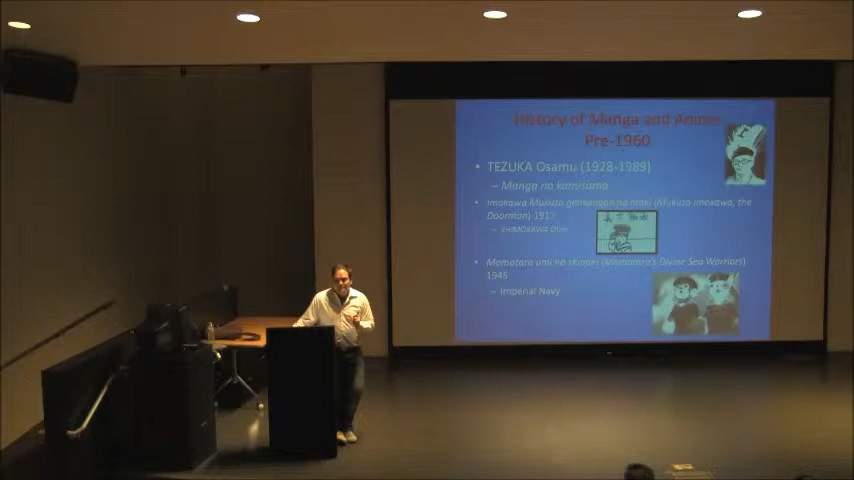 History of Manga and Anime
Pre-1960
• TEZUKA Osamu (1928-1989)
– Manga no kamisama
• Imokawa Mukuzo genkanban no maki (Mukuzo Imokawa, the
Doorman) 1917
– SHIMOKAWA Oten
• Momotaro umi no shinpei (Momotaro's Divine Sea Warriors)
1945
– Imperial Navy